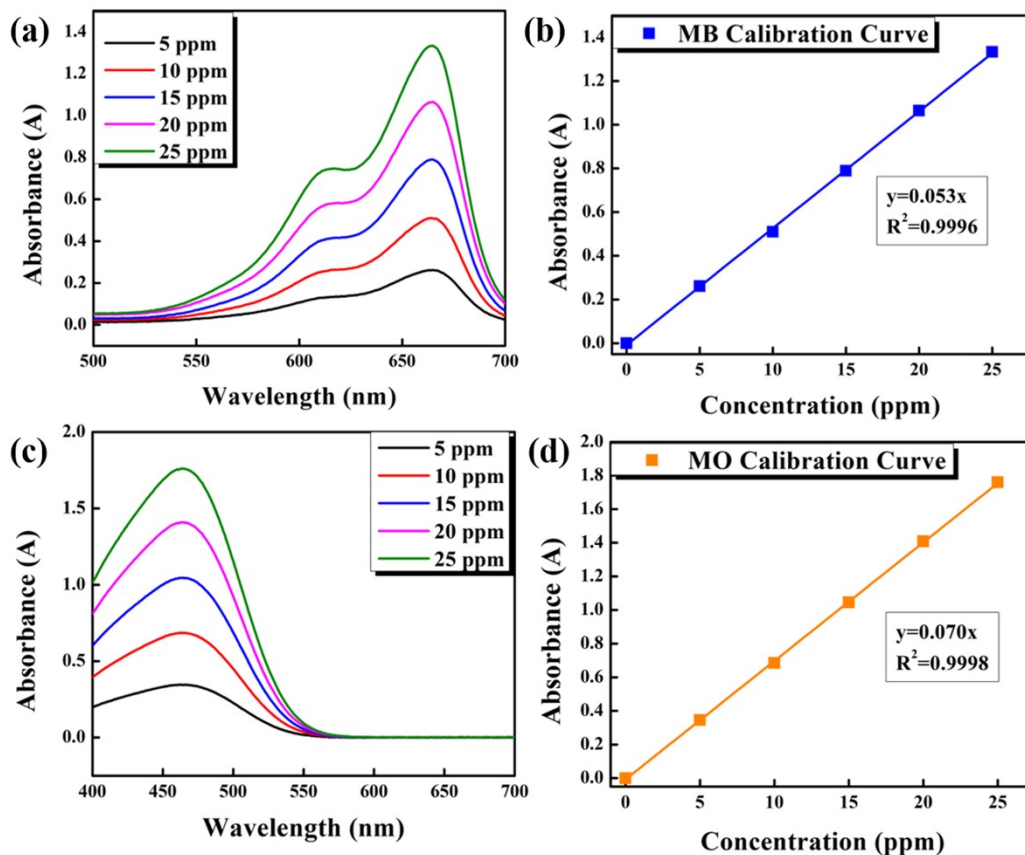 (a)
5 ppm
10 ppm
15 ppm
20 ppm
25 ppm
1.4
1.2
1.0
0.8
0.6
0.4
0.2
0.0
Absorbance (A)
500
550
600
650
700
Wavelength (nm)
(b)
MB Calibration Curve
1.4
1.2
1.0
0.8
0.6
0.4
0.2
0.0
Absorbance (A)
y=0.053x
R²=0.9996
0
5
10
15
20
25
Concentration (ppm)
(c)
5 ppm
10 ppm
15 ppm
20 ppm
25 ppm
2.0
1.5
1.0
0.5
0.0
Absorbance (A)
400
450
500
550
600
650
700
Wavelength (nm)
(d)
MO Calibration Curve
2.0
1.8
1.6
1.4
1.2
1.0
0.8
0.6
0.4
0.2
0.0
Absorbance (A)
y=0.070x
R²=0.9998
0
5
10
15
20
25
Concentration (ppm)